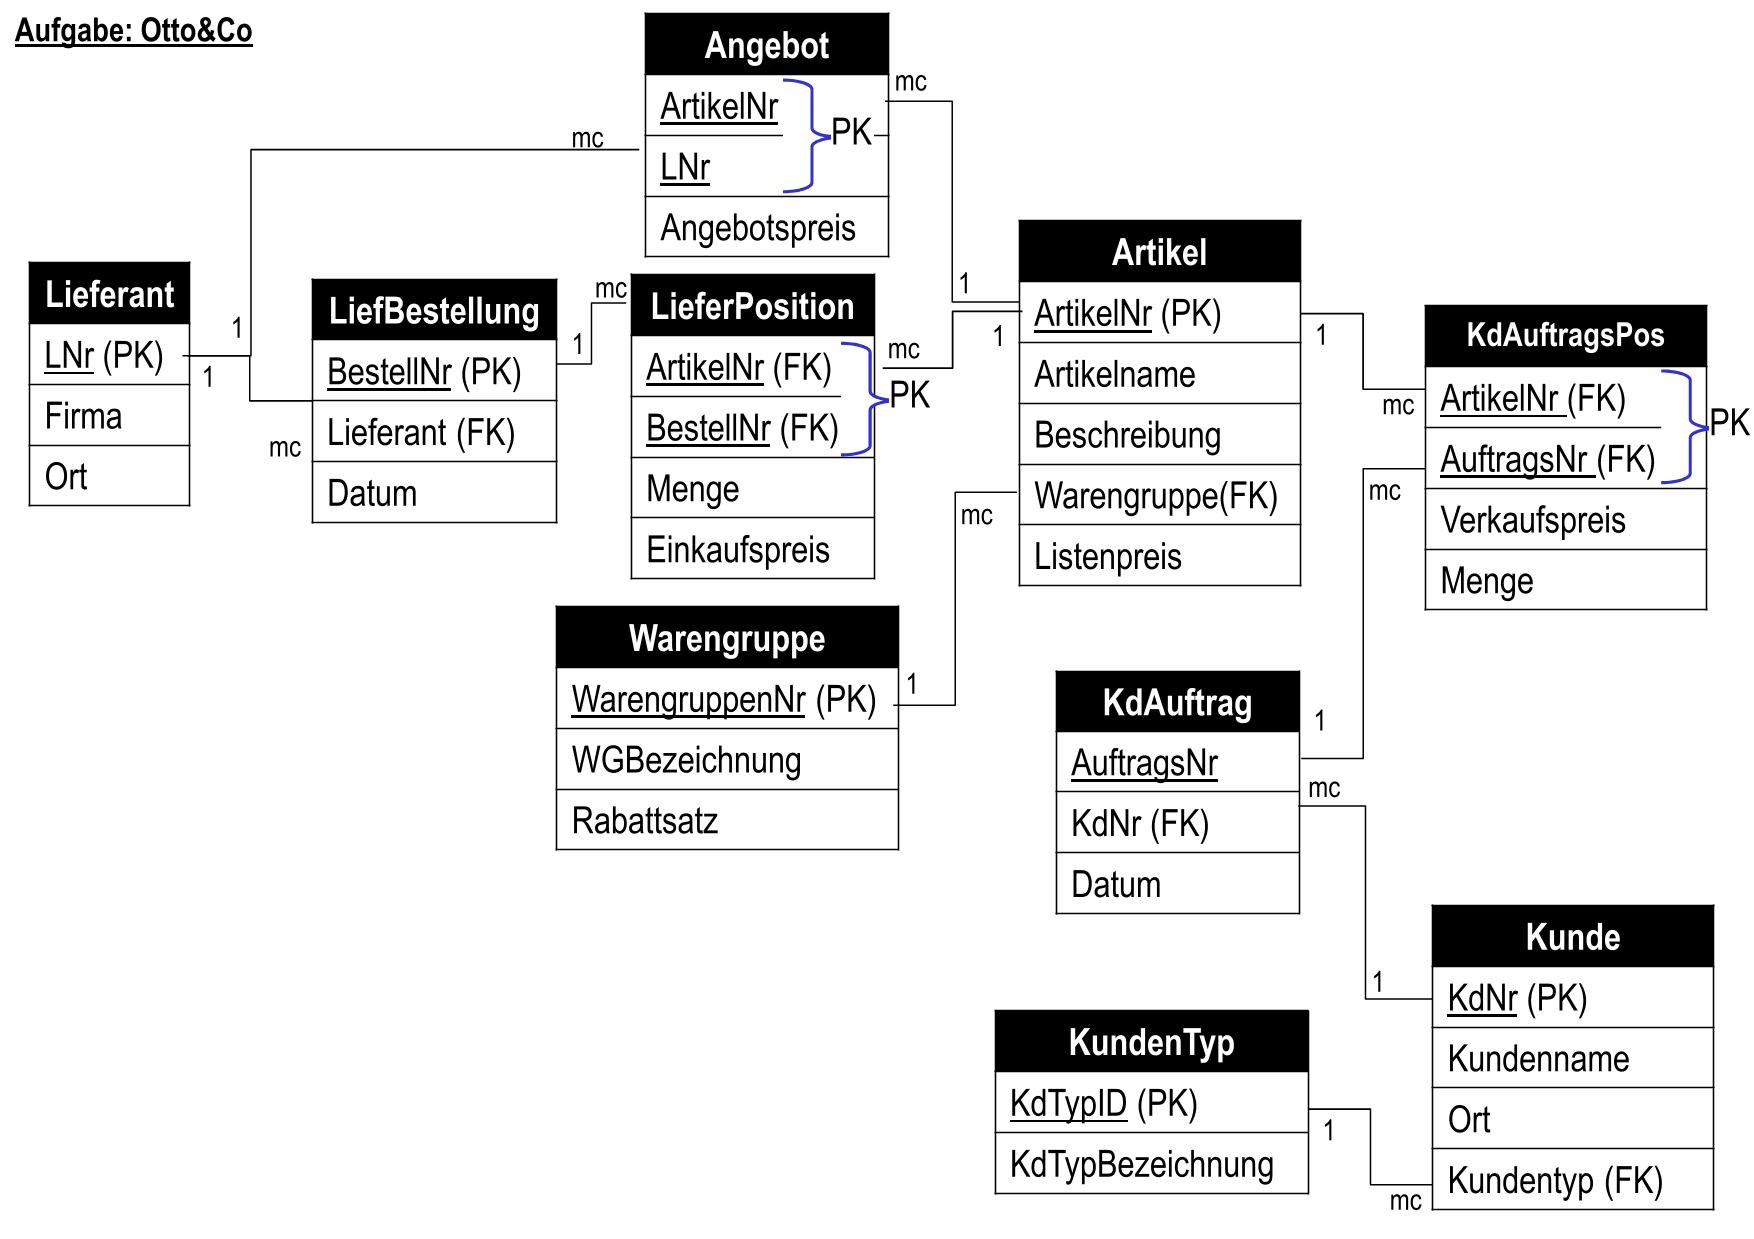 Aufgabe: Otto&Co
Angebot
ArtikelNr
LNr
PK
Angebotspreis
mc
mc
1
Lieferant
LNr (PK)
Firma
Ort
1
1
mc
LiefBestellung
BestellNr (PK)
Lieferant (FK)
Datum
1
mc
LieferPosition
ArtikelNr (FK)
BestellNr (FK)
PK
Menge
Einkaufspreis
mc
1
Artikel
ArtikelNr (PK)
Artikelname
Beschreibung
Warengruppe(FK)
Listenpreis
1
mc
mc
KdAuftragsPos
ArtikelNr (FK)
AuftragsNr (FK)
PK
Verkaufspreis
Menge
mc
Warengruppe
WarengruppenNr (PK)
WGBezeichnung
Rabattsatz
1
KdAuftrag
AuftragsNr
KdNr (FK)
Datum
1
mc
Kunde
KdNr (PK)
Kundenname
Ort
Kundentyp (FK)
1
KundenTyp
KdTypID (PK)
KdTypBezeichnung
1
mc